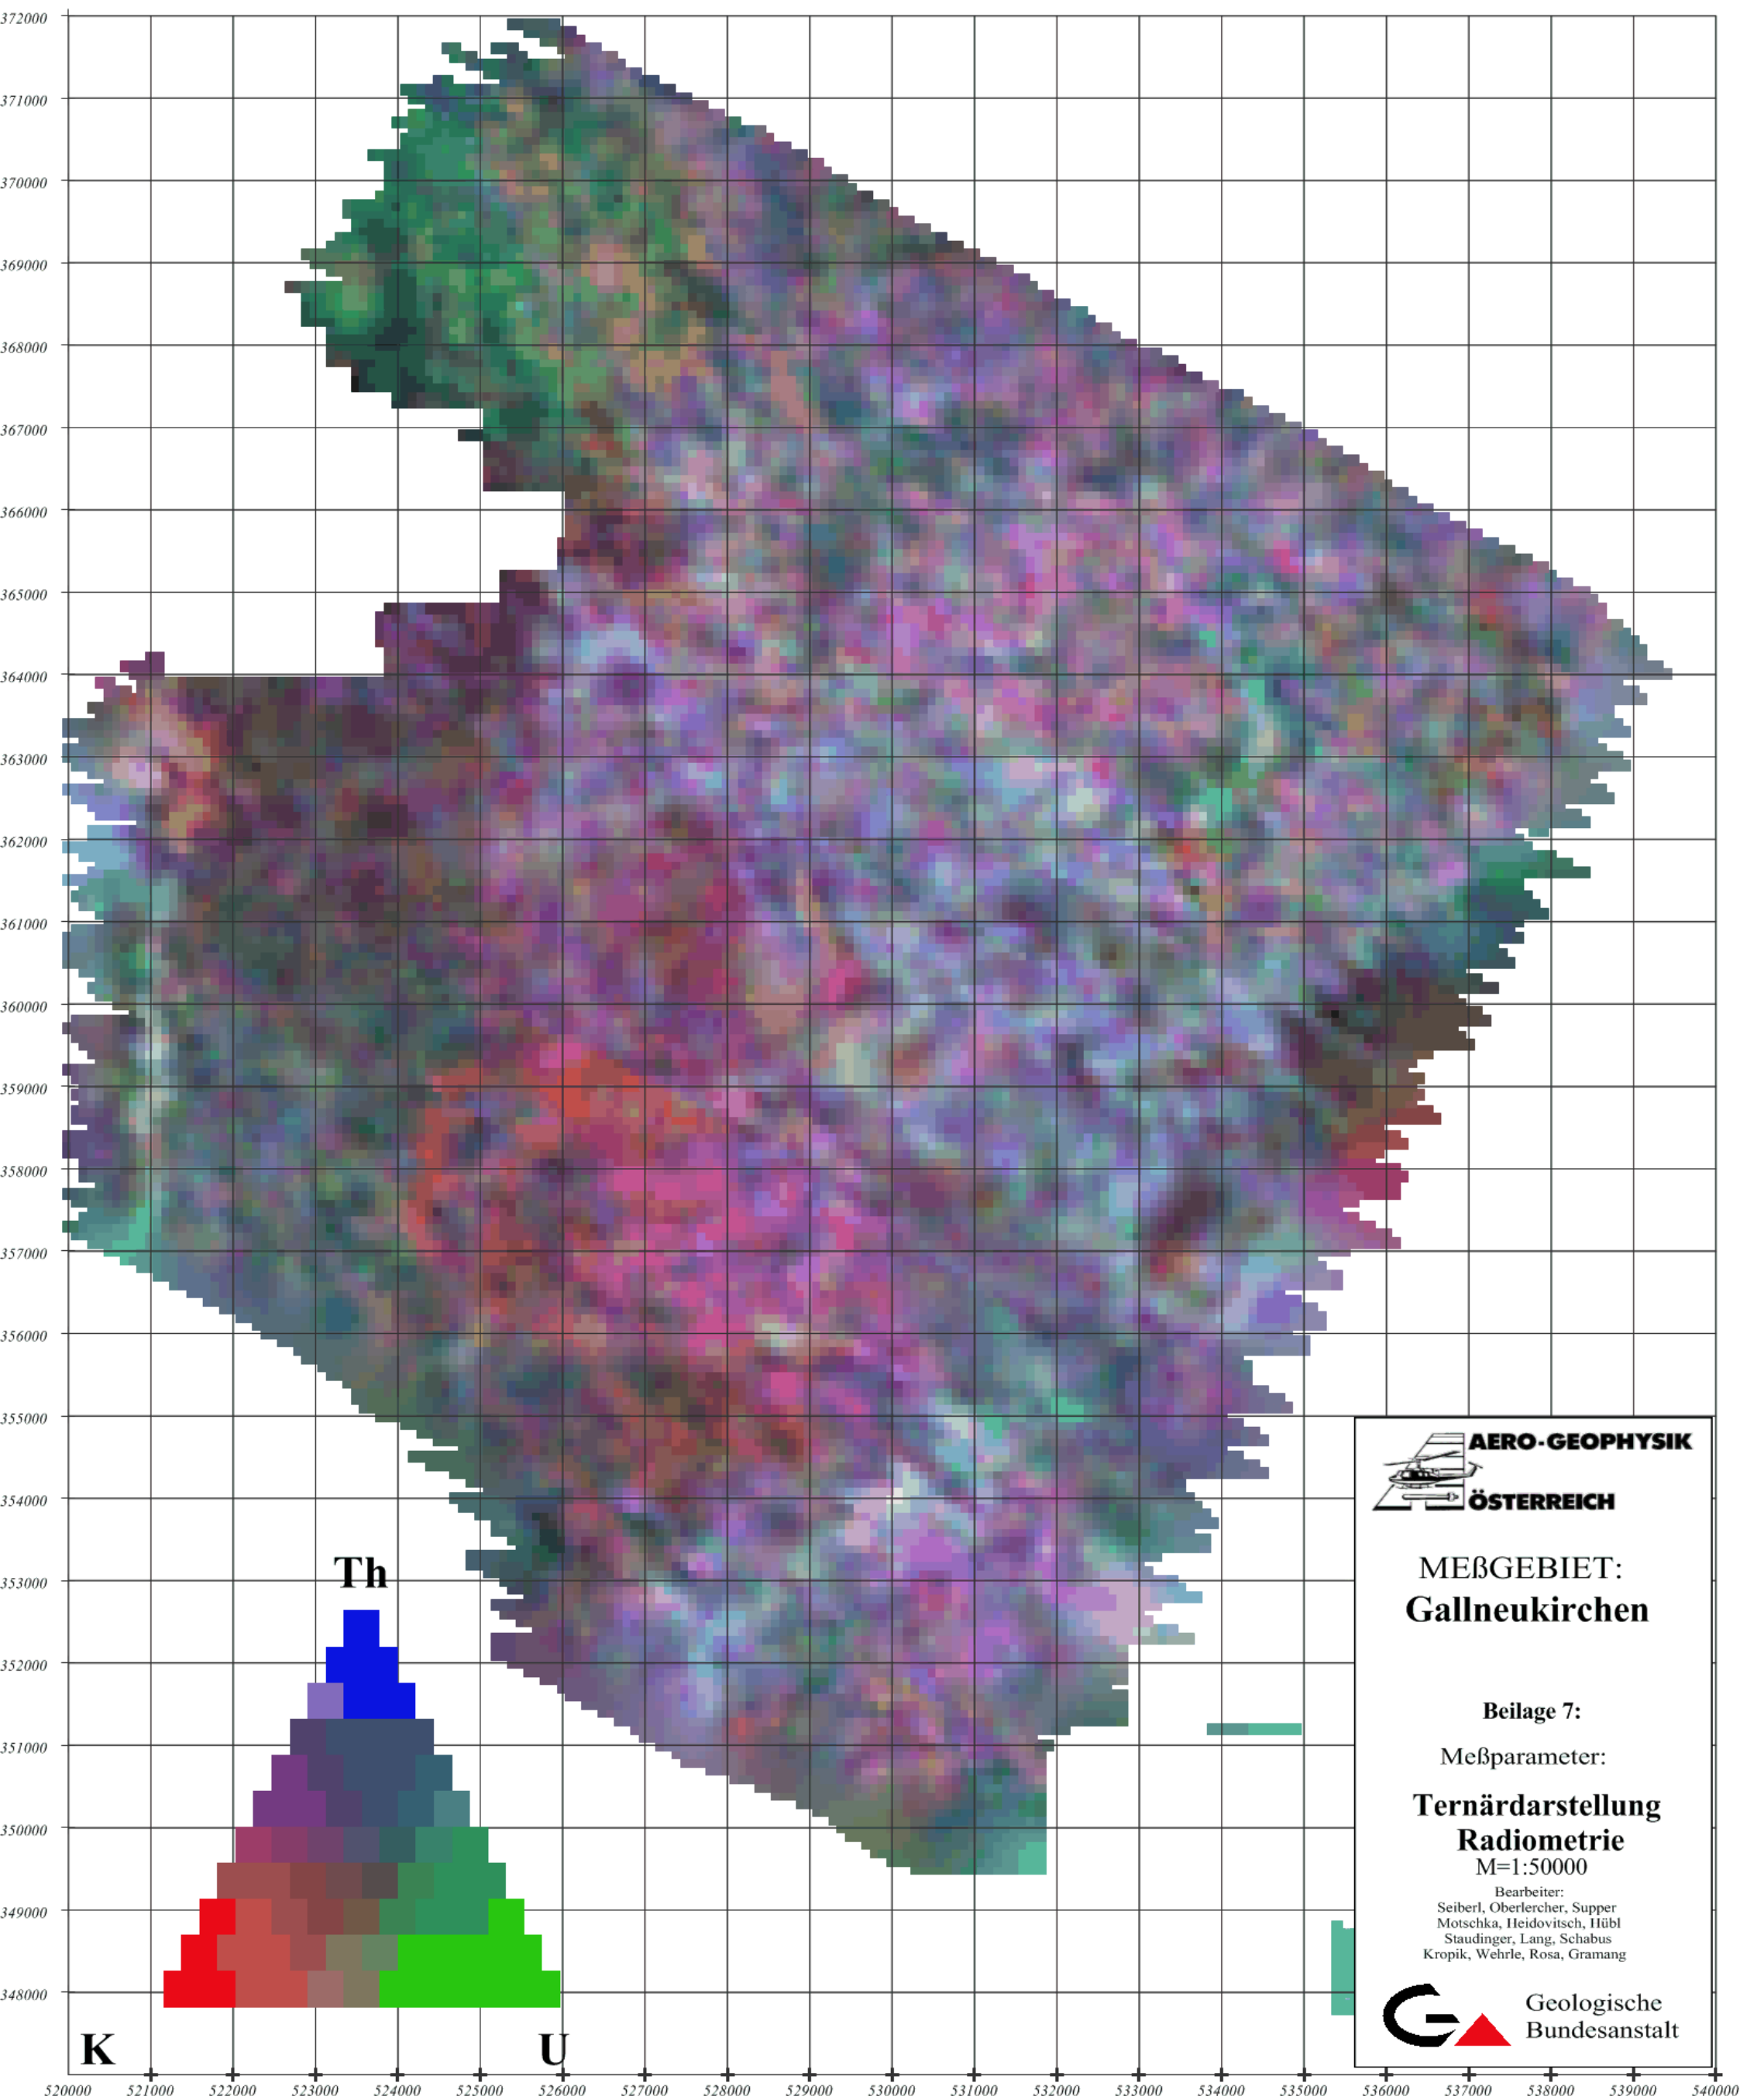 372000
371000
370000
369000
368000
367000
366000
365000
364000
363000
362000
361000
360000
359000
358000
357000
356000
355000
354000
353000
352000
351000
350000
349000
348000
Th
K
U
520000 521000 522000 523000 524000 525000 526000 527000 528000 529000 530000 531000 532000 533000 534000 535000 536000 537000 538000 539000 540000
AERO-GEOPHYSIK
ÖSTERREICH
MEßGEBIET:
Gallneukirchen
Beilage 7:
Meßparameter:
Ternärdarstellung
Radiometrie
M=1:50000
Bearbeiter:
Seiberl, Oberlercher, Supper
Motschka, Heidovitsch, Hübl
Staudinger, Lang, Schabus
Kropik, Wehrle, Rosa, Gramang
Geologische
Bundesanstalt